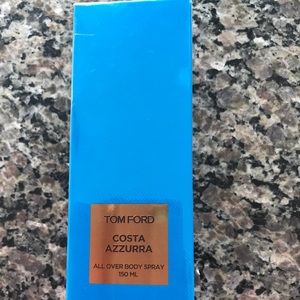 TOM FORD
COSTA
AZZURRA
ALL OVER BODY SPRAY
150 ML